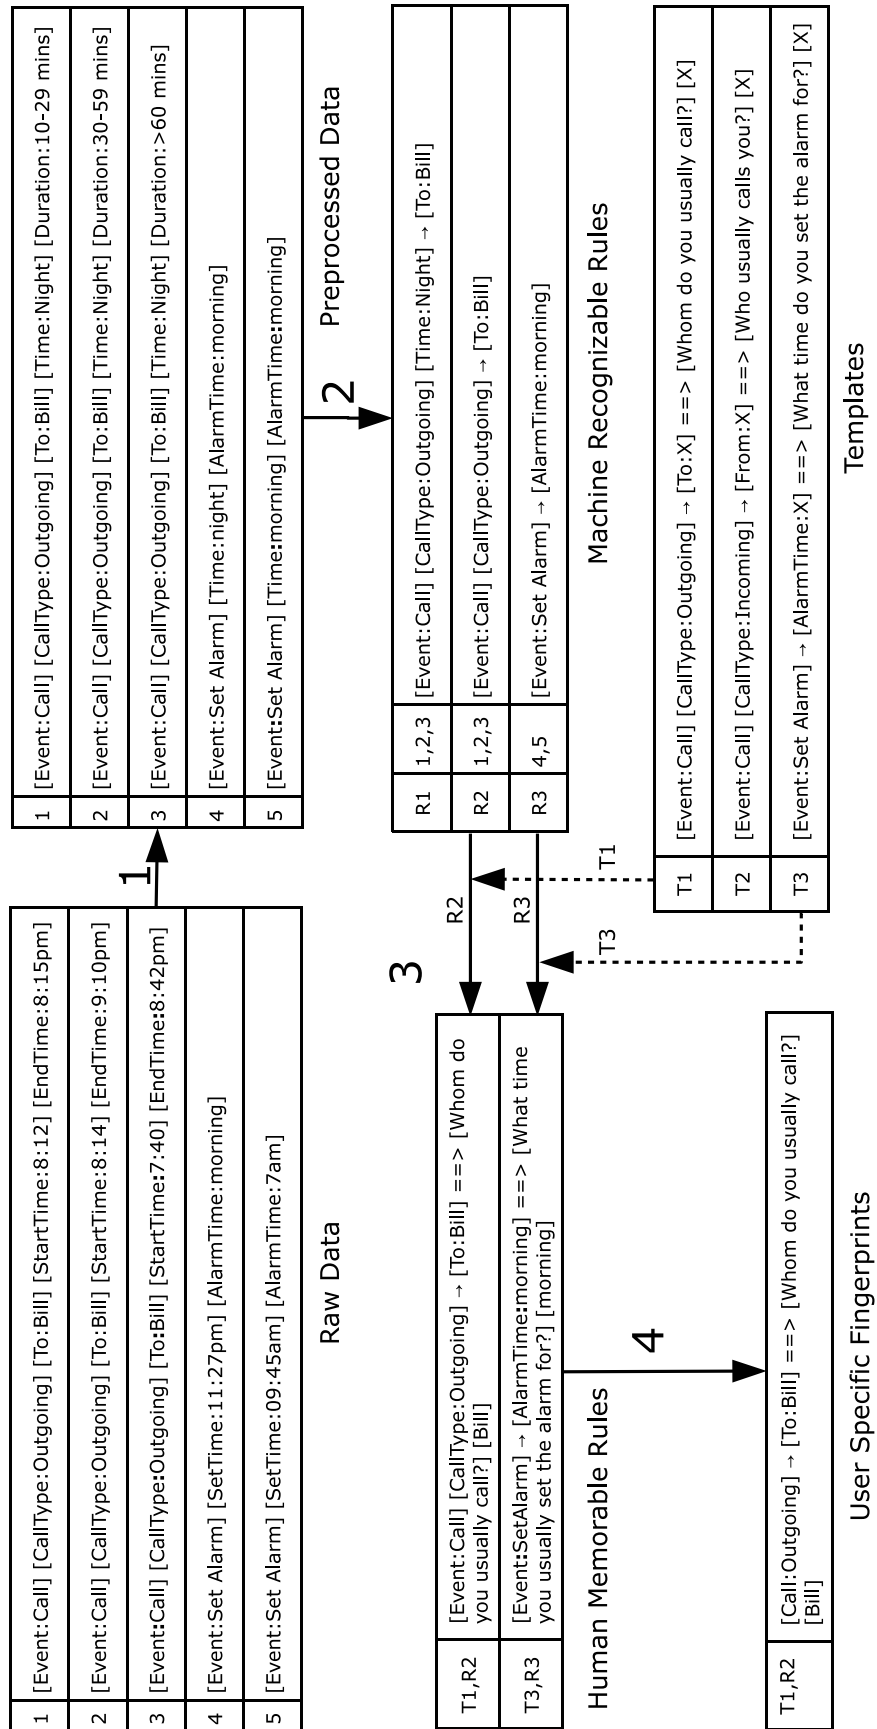 1 [Event:Call] [CallType:Outgoing] [To:Bill] [StartTime:8:12] [EndTime:8:15pm]
2 [Event:Call] [CallType:Outgoing] [To:Bill] [StartTime:8:14] [EndTime:9:10pm]
3 [Event:Call] [CallType:Outgoing] [To:Bill] [StartTime:7:40] [EndTime:8:42pm]
4 [Event:Set Alarm] [SetTime:11:27pm] [AlarmTime:morning]
5 [Event:Set Alarm] [SetTime:09:45am] [AlarmTime:7am]
Raw Data
1
1 [Event:Call] [CallType:Outgoing] [To:Bill] [Time:Night] [Duration:10-29 mins]
2 [Event:Call] [CallType:Outgoing] [To:Bill] [Time:Night] [Duration:30-59 mins]
3 [Event:Call] [CallType:Outgoing] [To:Bill] [Time:Night] [Duration:>60 mins]
4 [Event:Set Alarm] [Time:night] [AlarmTime:morning]
5 [Event:Set Alarm] [Time:morning] [AlarmTime:morning]
Preprocessed Data
2
R1 1,2,3 [Event:Call] [CallType:Outgoing] [Time:Night] → [To:Bill]
R2 1,2,3 [Event:Call] [CallType:Outgoing] → [To:Bill]
R3 4,5 [Event:Set Alarm] → [AlarmTime:morning]
Machine Recognizable Rules
3
R2
R3
T1
T3
T1 [Event:Call] [CallType:Outgoing] → [To:X] ==> [Whom do you usually call?] [X]
T2 [Event:Call] [CallType:Incoming] → [From:X] ==> [Who usually calls you?] [X]
T3 [Event:Set Alarm] → [AlarmTime:X] ==> [What time do you set the alarm for?] [X]
Templates
T1,R2 [Event:Call] [CallType:Outgoing] → [To:Bill] ==> [Whom do
you usually call?] [Bill]
T3,R3 [Event:SetAlarm] → [AlarmTime:morning] ==> [What time
you usually set the alarm for?] [morning]
Human Memorable Rules
4
T1,R2 [Call:Outgoing] → [To:Bill] ==> [Whom do you usually call?]
[Bill]
User Specific Fingerprints